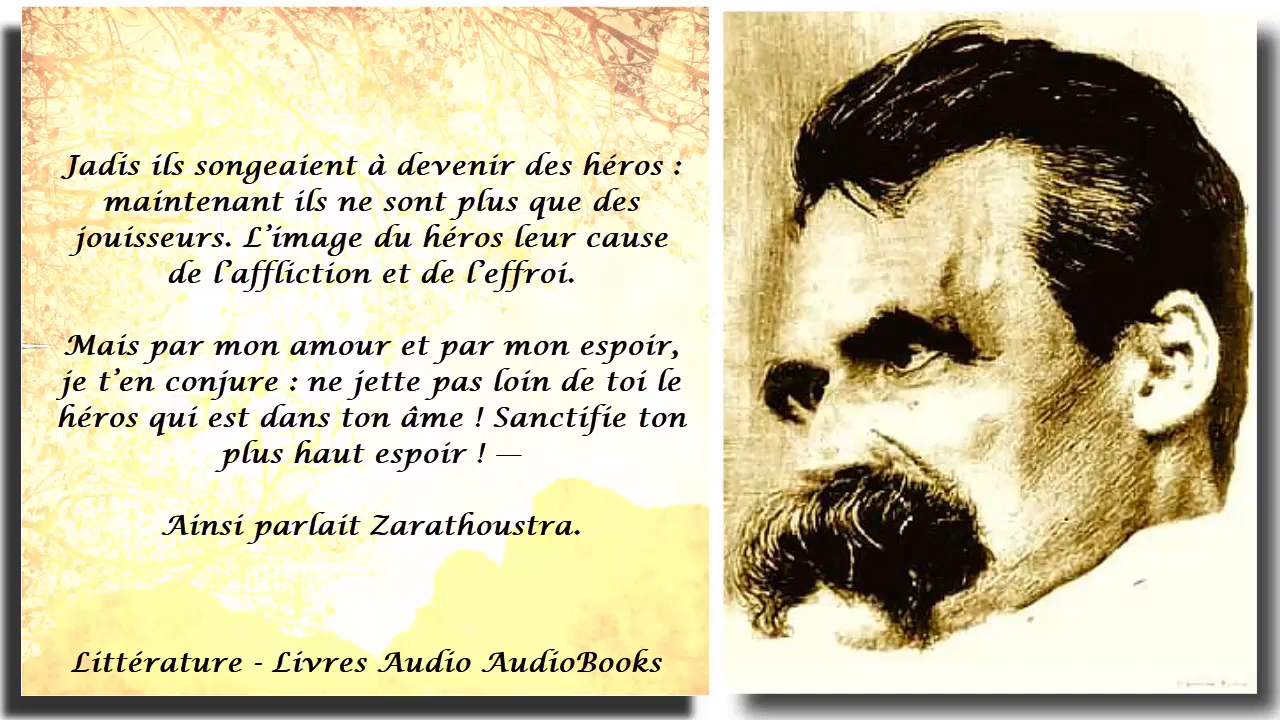 Jadis ils songeaient à devenir des héros :
maintenant ils ne sont plus que des
jouisseurs. L’image du héros leur cause
de l’affliction et de l’effroi.
Mais par mon amour et par mon espoir,
je t’en conjure : ne jette pas loin de toi le
héros qui est dans ton âme ! Sanctifie ton
plus haut espoir ! —
Ainsi parlait Zarathoustra.
Littérature - Livres Audio AudioBooks